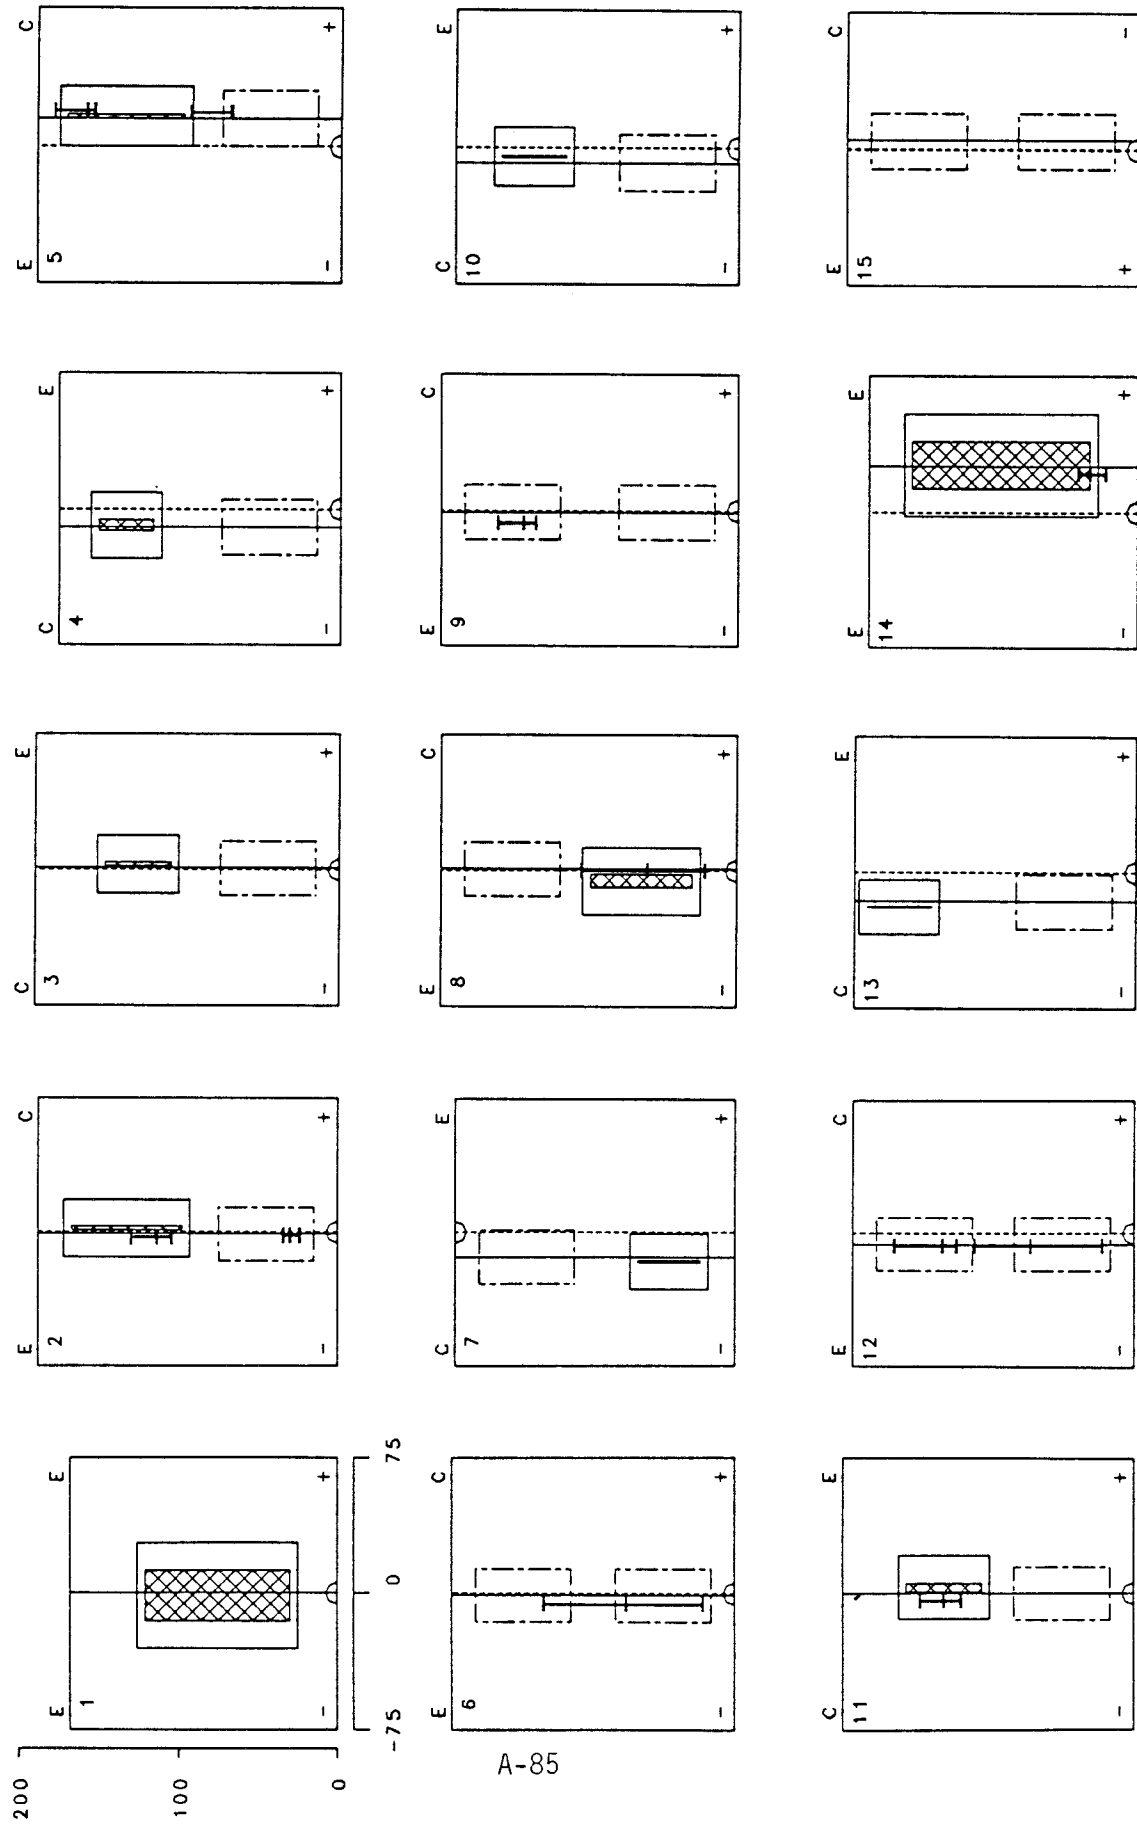 E E E C C E C E E C
200
1 2 3 4 5
100
0
- + - + - + - + - +
-75 0 75
E C C E E C E C C E
6 7 8 9 10
- + - + - + - + - +
C E E C C E E E E C
11 12 13 14 15
- + - + - + - + + -
A-85